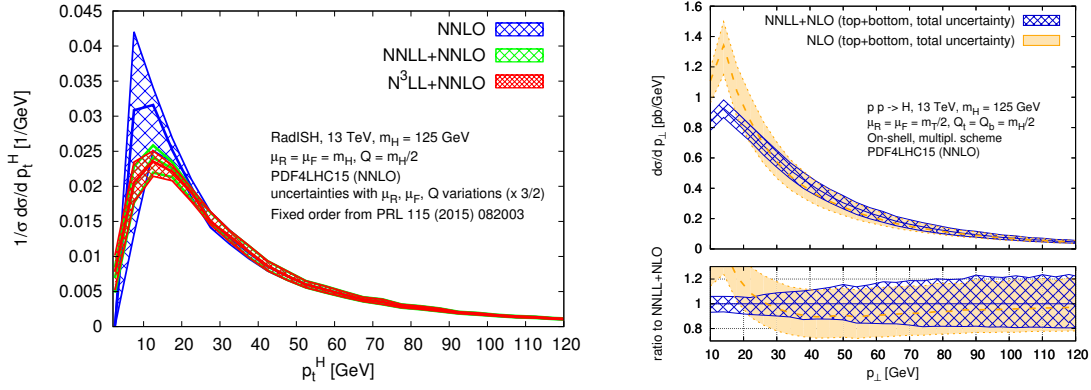 NNLO
NNLL+NNLO
N³LL+NNLO
RadISH, 13 TeV, m_H = 125 GeV
μ_R = μ_F = m_H, Q = m_H/2
PDF4LHC15 (NNLO)
uncertainties with μ_R, μ_F, Q variations (x 3/2)
Fixed order from PRL 115 (2015) 082003
1/σ dσ/d p_t^H [1/GeV]
0.045
0.04
0.035
0.03
0.025
0.02
0.015
0.01
0.005
0
10 20 30 40 50 60 70 80 90 100 110 120
p_t^H [GeV]
NNLL+NLO (top+bottom, total uncertainty)
NLO (top+bottom, total uncertainty)
p p -> H, 13 TeV, m_H = 125 GeV
μ_R = μ_F = m_T/2, Q_t = Q_b = m_H/2
On-shell, multipl. scheme
PDF4LHC15 (NNLO)
dσ/d p_⊥ [pb/GeV]
1.6
1.4
1.2
1
0.8
0.6
0.4
0.2
0
ratio to NNLL+NLO
1.2
1
0.8
10 20 30 40 50 60 70 80 90 100 110 120
p_⊥ [GeV]